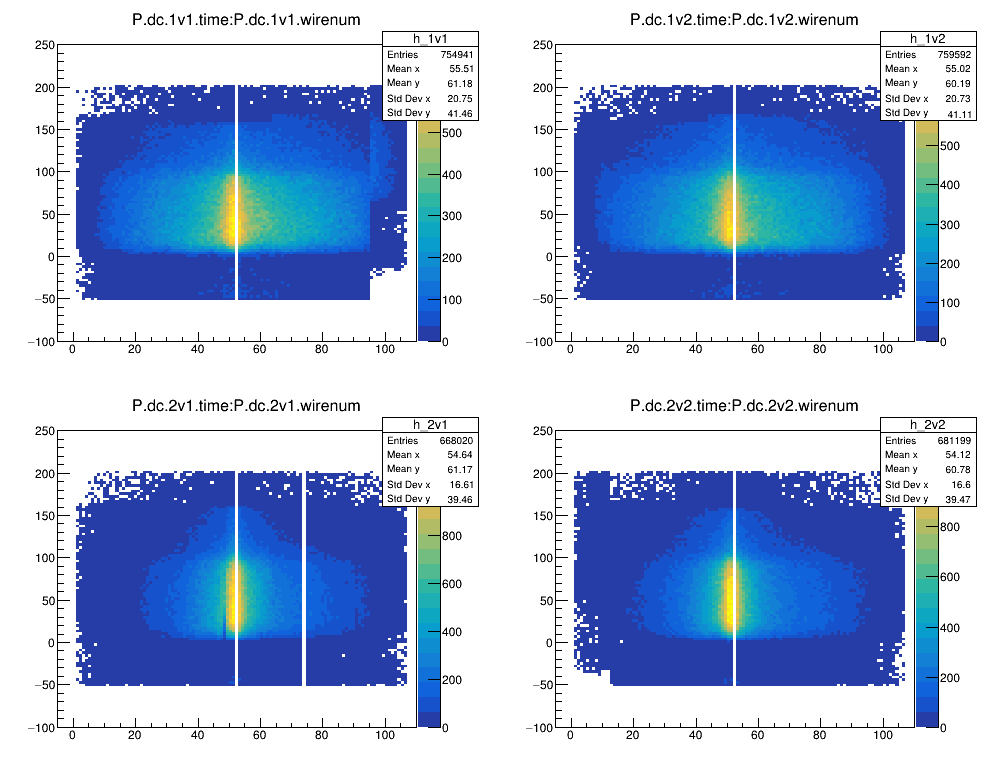 P.dc.1v1.time:P.dc.1v1.wirenum
h_1v1
Entries 754941
Mean x 55.51
Mean y 61.18
Std Dev x 20.75
Std Dev y 41.46
250
200
150
100
50
0
−50
−100
0 20 40 60 80 100
500
400
300
200
100
0
P.dc.1v2.time:P.dc.1v2.wirenum
h_1v2
Entries 759592
Mean x 55.02
Mean y 60.19
Std Dev x 20.73
Std Dev y 41.11
250
200
150
100
50
0
−50
−100
0 20 40 60 80 100
500
400
300
200
100
0
P.dc.2v1.time:P.dc.2v1.wirenum
h_2v1
Entries 668020
Mean x 54.64
Mean y 61.17
Std Dev x 16.61
Std Dev y 39.46
250
200
150
100
50
0
−50
−100
0 20 40 60 80 100
800
600
400
200
0
P.dc.2v2.time:P.dc.2v2.wirenum
h_2v2
Entries 681199
Mean x 54.12
Mean y 60.78
Std Dev x 16.6
Std Dev y 39.47
250
200
150
100
50
0
−50
−100
0 20 40 60 80 100
800
600
400
200
0